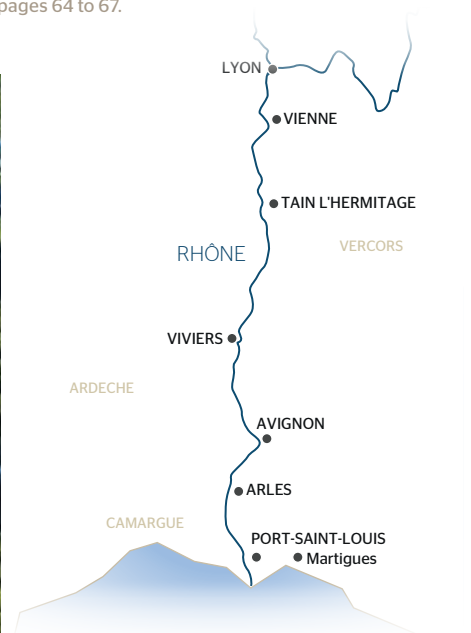 pages 64 to 67.
LYON
VIENNE
TAIN L'HERMITAGE
VERCORS
RHÔNE
VIVIERS
ARDECHE
AVIGNON
ARLES
CAMARGUE
PORT-SAINT-LOUIS
Martigues